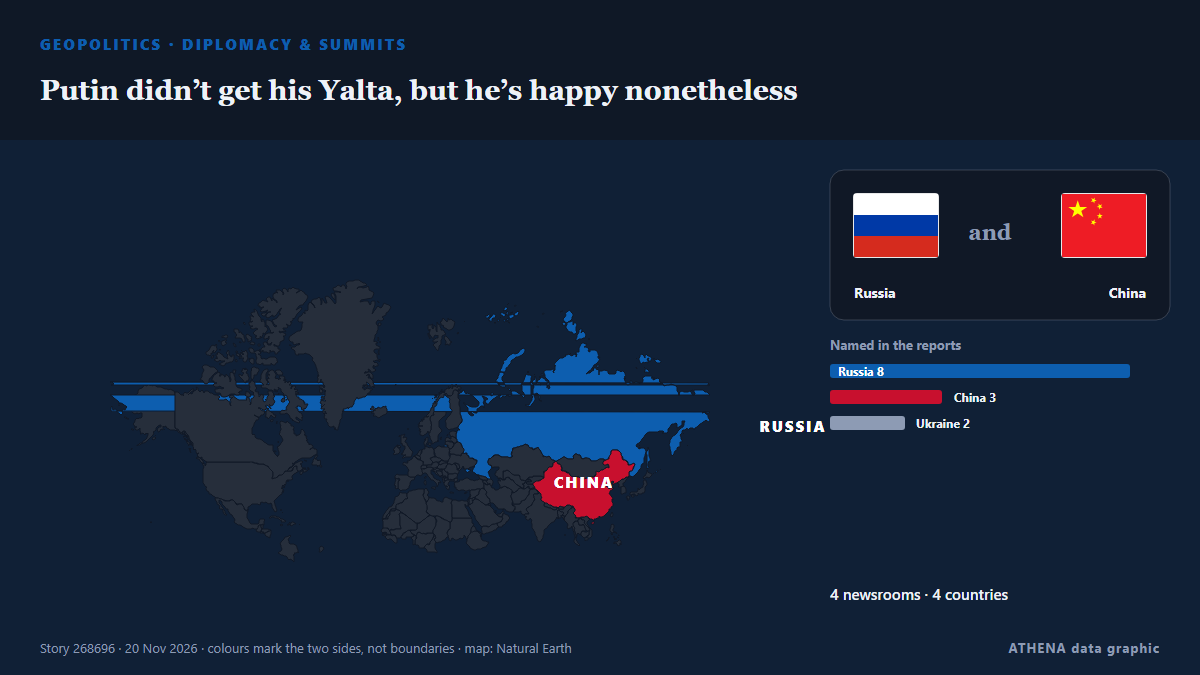 GEOPOLITICS · DIPLOMACY & SUMMITS
Putin didn’t get his Yalta, but he’s happy nonetheless
and
Russia
China
Named in the reports
Russia 8
China 3
Ukraine 2
RUSSIA
CHINA
4 newsrooms · 4 countries
Story 268696 · 20 Nov 2026 · colours mark the two sides, not boundaries · map: Natural Earth
ATHENA data graphic